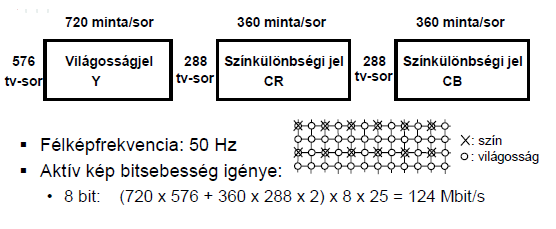 720 minta/sor 360 minta/sor 360 minta/sor
576 tv-sor Világosságjel Y 288 tv-sor Színkülönbségi jel CR 288 tv-sor Színkülönbségi jel CB
▪ Félképfrekvencia: 50 Hz
X: szín
o: világosság
▪ Aktív kép bitsebesség igénye:
• 8 bit: (720 x 576 + 360 x 288 x 2) x 8 x 25 = 124 Mbit/s